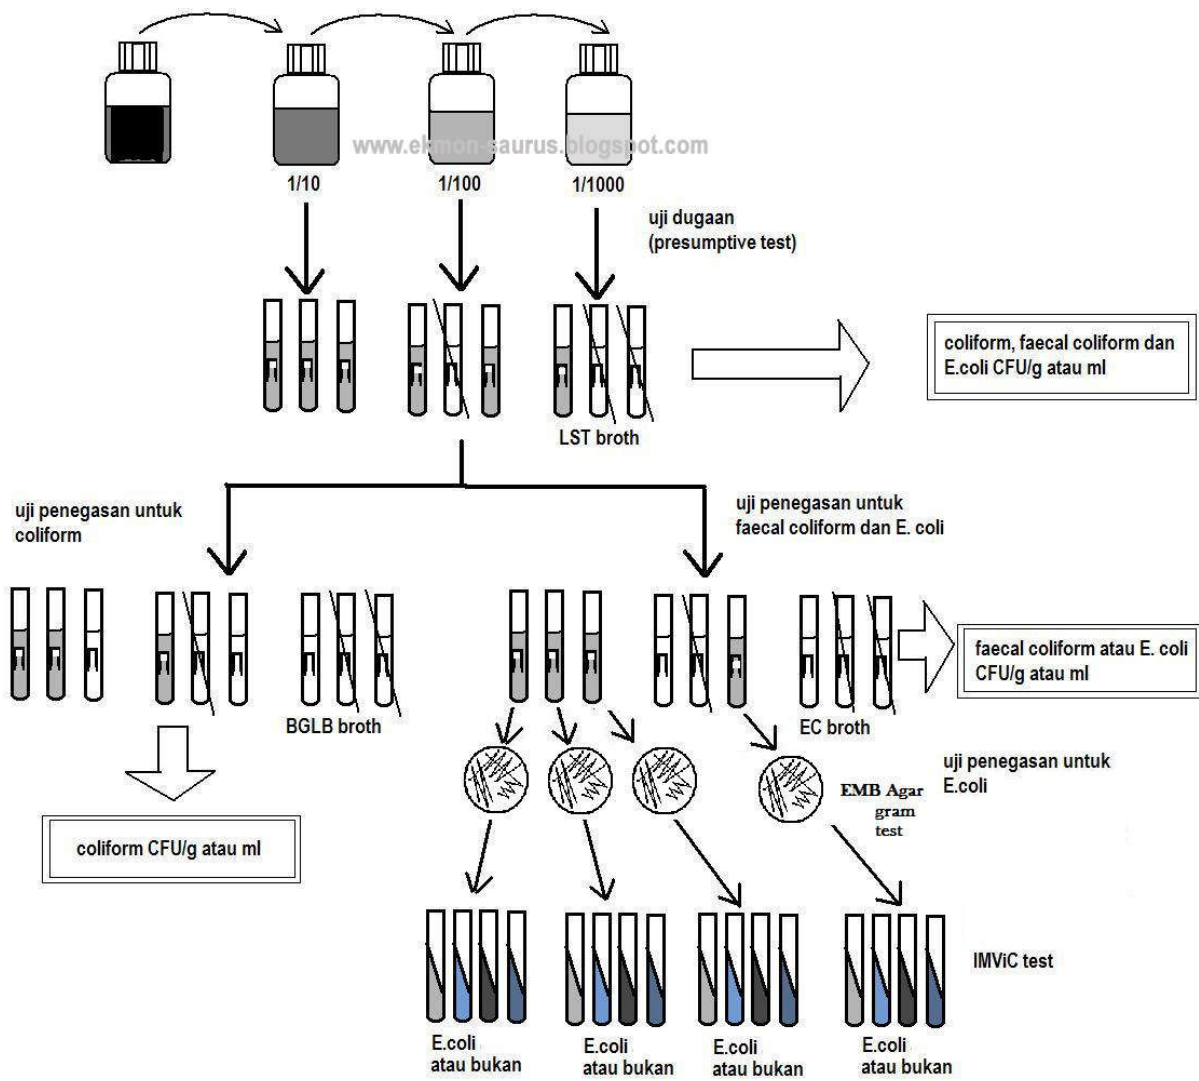 www.ekmon-saurus.blogspot.com
1/10
1/100
1/1000
uji dugaan
(presumptive test)
coliform, faecal coliform dan
E.coli CFU/g atau ml
LST broth
uji penegasan untuk
coliform
uji penegasan untuk
faecal coliform dan E. coli
faecal coliform atau E. coli
CFU/g atau ml
BGLB broth
EC broth
uji penegasan untuk
E.coli
EMB Agar
gram
test
coliform CFU/g atau ml
IMViC test
E.coli
atau bukan
E.coli
atau bukan
E.coli
atau bukan
E.coli
atau bukan